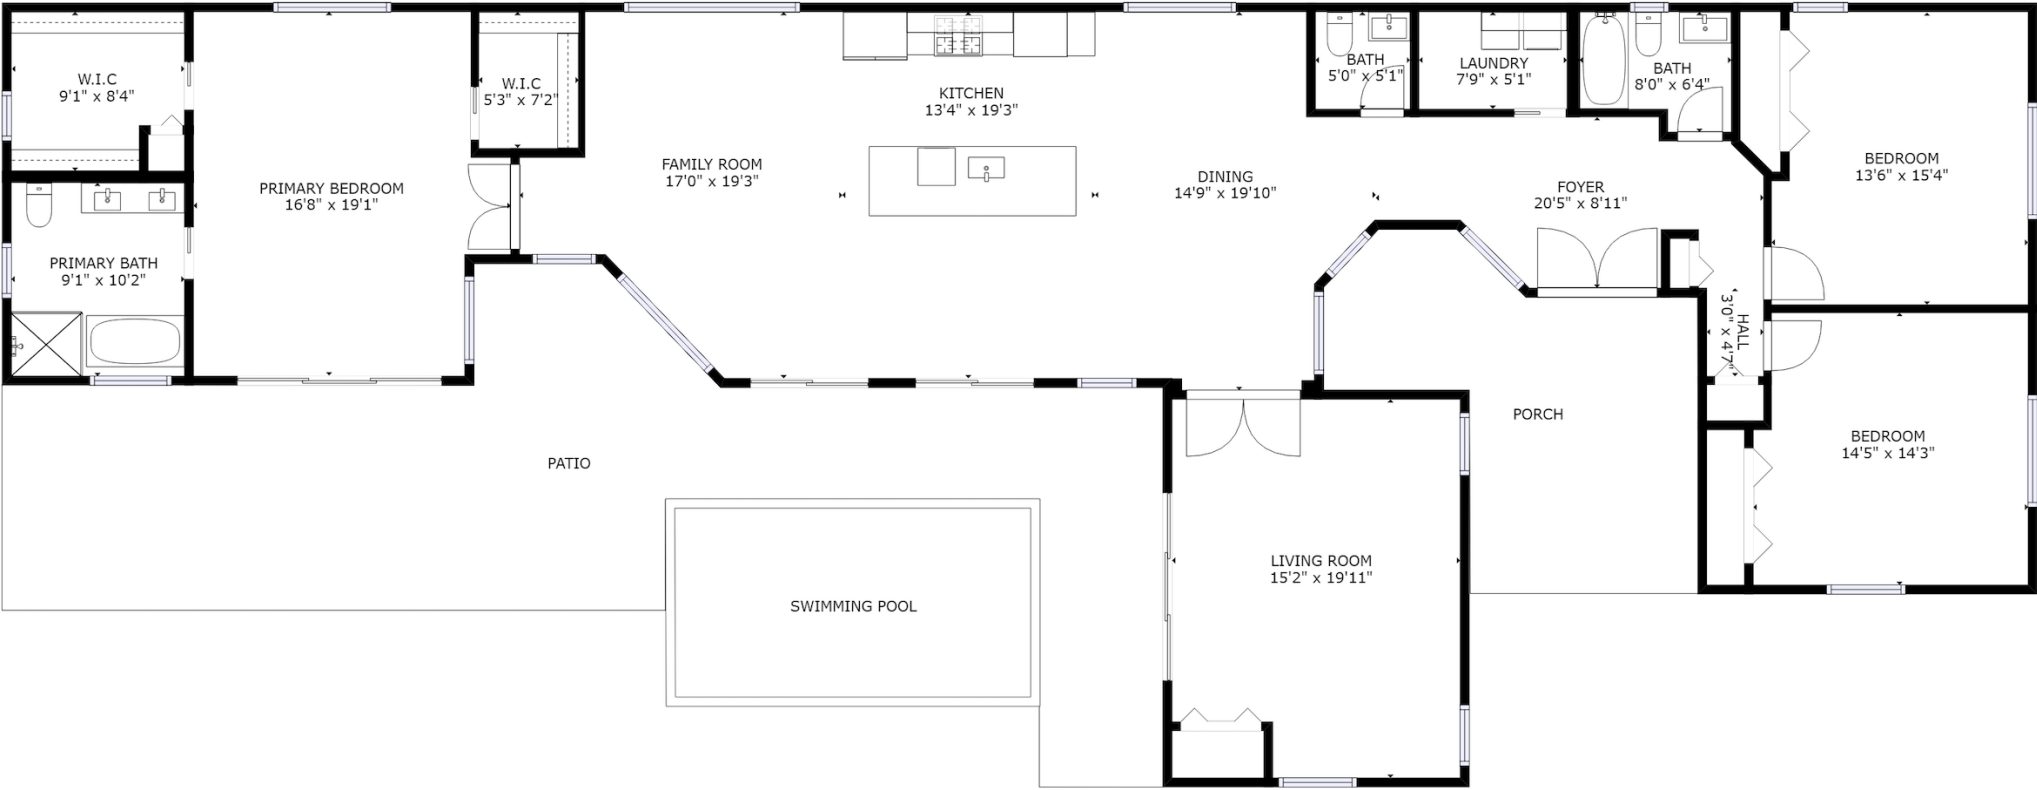 W.I.C
9'1" x 8'4"
PRIMARY BEDROOM
16'8" x 19'1"
W.I.C
5'3" x 7'2"
PRIMARY BATH
9'1" x 10'2"
FAMILY ROOM
17'0" x 19'3"
KITCHEN
13'4" x 19'3"
DINING
14'9" x 19'10"
BATH
5'0" x 5'1"
LAUNDRY
7'9" x 5'1"
BATH
8'0" x 6'4"
FOYER
20'5" x 8'11"
BEDROOM
13'6" x 15'4"
HALL
3'0" x 4'7"
BEDROOM
14'5" x 14'3"
PORCH
PATIO
LIVING ROOM
15'2" x 19'11"
SWIMMING POOL